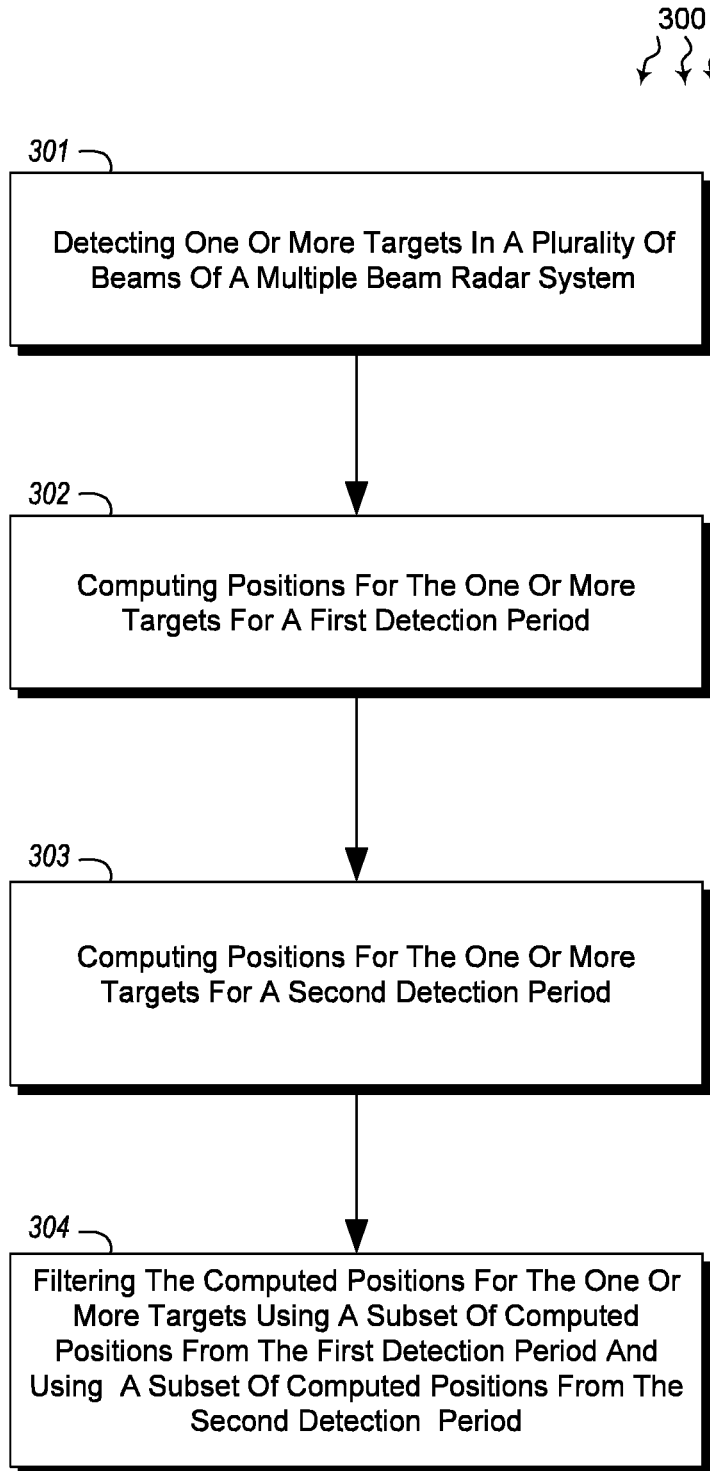 300
301
Detecting One Or More Targets In A Plurality Of
Beams Of A Multiple Beam Radar System
302
Computing Positions For The One Or More
Targets For A First Detection Period
303
Computing Positions For The One Or More
Targets For A Second Detection Period
304
Filtering The Computed Positions For The One Or
More Targets Using A Subset Of Computed
Positions From The First Detection Period And
Using A Subset Of Computed Positions From The
Second Detection Period